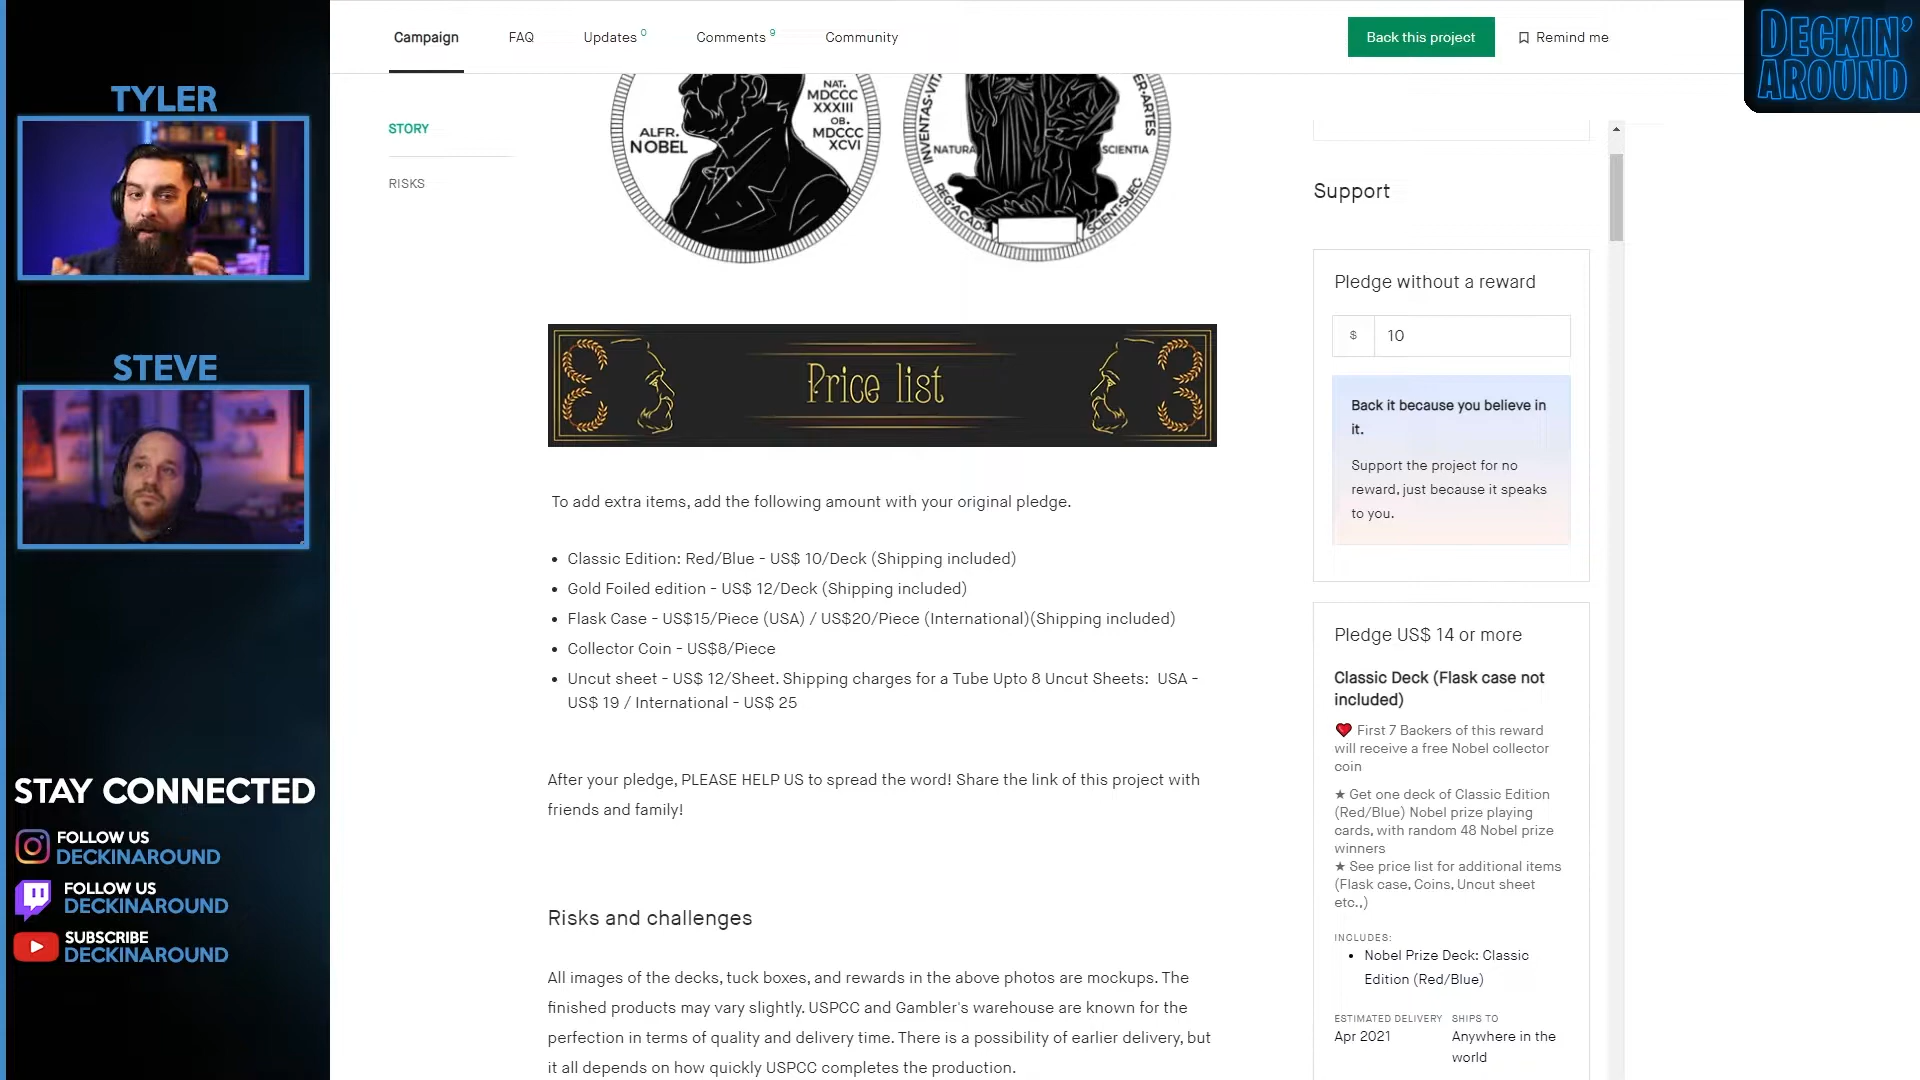 Campaign
FAQ
Updates 0
Comments 9
Community
Back this project
Remind me
DECKIN'
AROUND
TYLER
STEVE
STAY CONNECTED
FOLLOW US
DECKINAROUND
FOLLOW US
DECKINAROUND
SUBSCRIBE
DECKINAROUND
STORY
RISKS
ALFR.
NOBEL
NAT.
MDCCC
XXXIII
OB.
MDCCC
XCVI
INVENTAS·VIT
ER·ARTES
NATURA
SCIENTIA
REG·ACAD·
SCIENT·SUEC·
Price list
To add extra items, add the following amount with your original pledge.
• Classic Edition: Red/Blue - US$ 10/Deck (Shipping included)
• Gold Foiled edition - US$ 12/Deck (Shipping included)
• Flask Case - US$15/Piece (USA) / US$20/Piece (International)(Shipping included)
• Collector Coin - US$8/Piece
• Uncut sheet - US$ 12/Sheet. Shipping charges for a Tube Upto 8 Uncut Sheets: USA -
US$ 19 / International - US$ 25
After your pledge, PLEASE HELP US to spread the word! Share the link of this project with
friends and family!
Risks and challenges
All images of the decks, tuck boxes, and rewards in the above photos are mockups. The
finished products may vary slightly. USPCC and Gambler's warehouse are known for the
perfection in terms of quality and delivery time. There is a possibility of earlier delivery, but
it all depends on how quickly USPCC completes the production.
Support
Pledge without a reward
$ 10
Back it because you believe in
it.
Support the project for no
reward, just because it speaks
to you.
Pledge US$ 14 or more
Classic Deck (Flask case not
included)
❤️ First 7 Backers of this reward
will receive a free Nobel collector
coin
★ Get one deck of Classic Edition
(Red/Blue) Nobel prize playing
cards, with random 48 Nobel prize
winners
★ See price list for additional items
(Flask case, Coins, Uncut sheet
etc.,)
INCLUDES:
• Nobel Prize Deck: Classic
Edition (Red/Blue)
ESTIMATED DELIVERY
Apr 2021
SHIPS TO
Anywhere in the
world